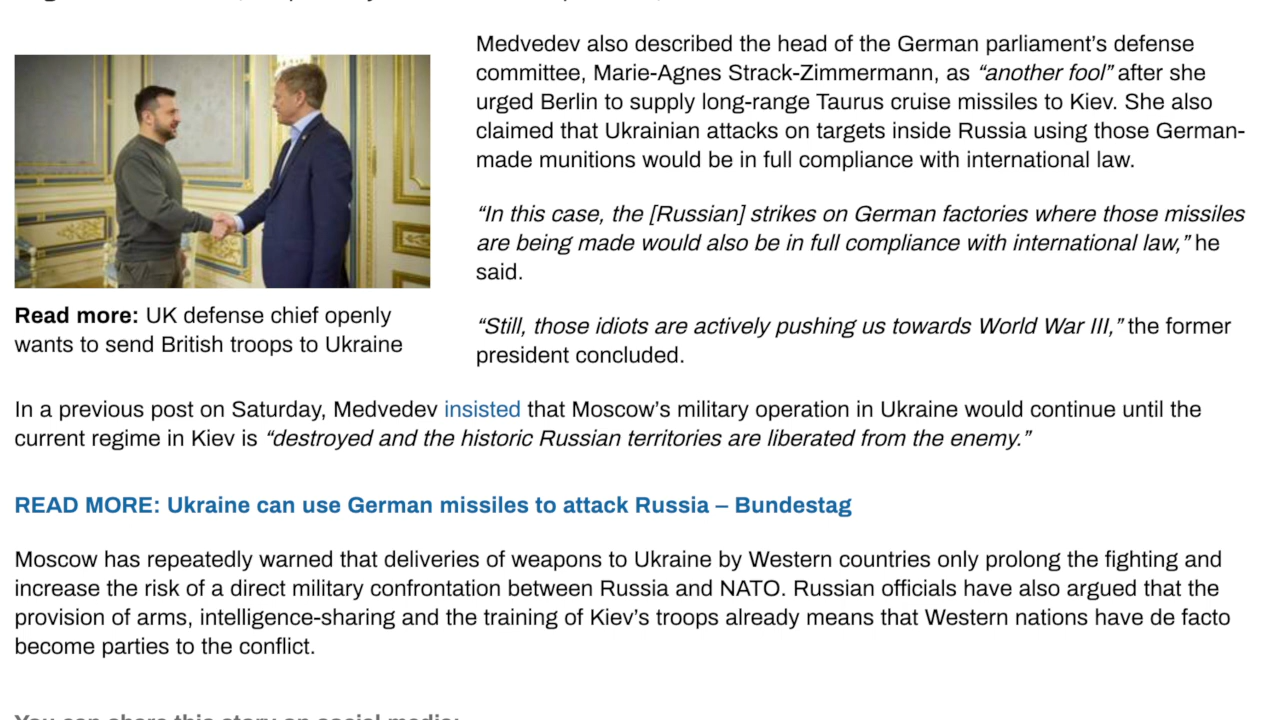 Medvedev also described the head of the German parliament’s defense
committee, Marie-Agnes Strack-Zimmermann, as “another fool” after she
urged Berlin to supply long-range Taurus cruise missiles to Kiev. She also
claimed that Ukrainian attacks on targets inside Russia using those German-
made munitions would be in full compliance with international law.
“In this case, the [Russian] strikes on German factories where those missiles
are being made would also be in full compliance with international law,” he
said.
“Still, those idiots are actively pushing us towards World War III,” the former
president concluded.
Read more: UK defense chief openly
wants to send British troops to Ukraine
In a previous post on Saturday, Medvedev insisted that Moscow’s military operation in Ukraine would continue until the
current regime in Kiev is “destroyed and the historic Russian territories are liberated from the enemy.”
READ MORE: Ukraine can use German missiles to attack Russia – Bundestag
Moscow has repeatedly warned that deliveries of weapons to Ukraine by Western countries only prolong the fighting and
increase the risk of a direct military confrontation between Russia and NATO. Russian officials have also argued that the
provision of arms, intelligence-sharing and the training of Kiev’s troops already means that Western nations have de facto
become parties to the conflict.
You can share this story on social media: